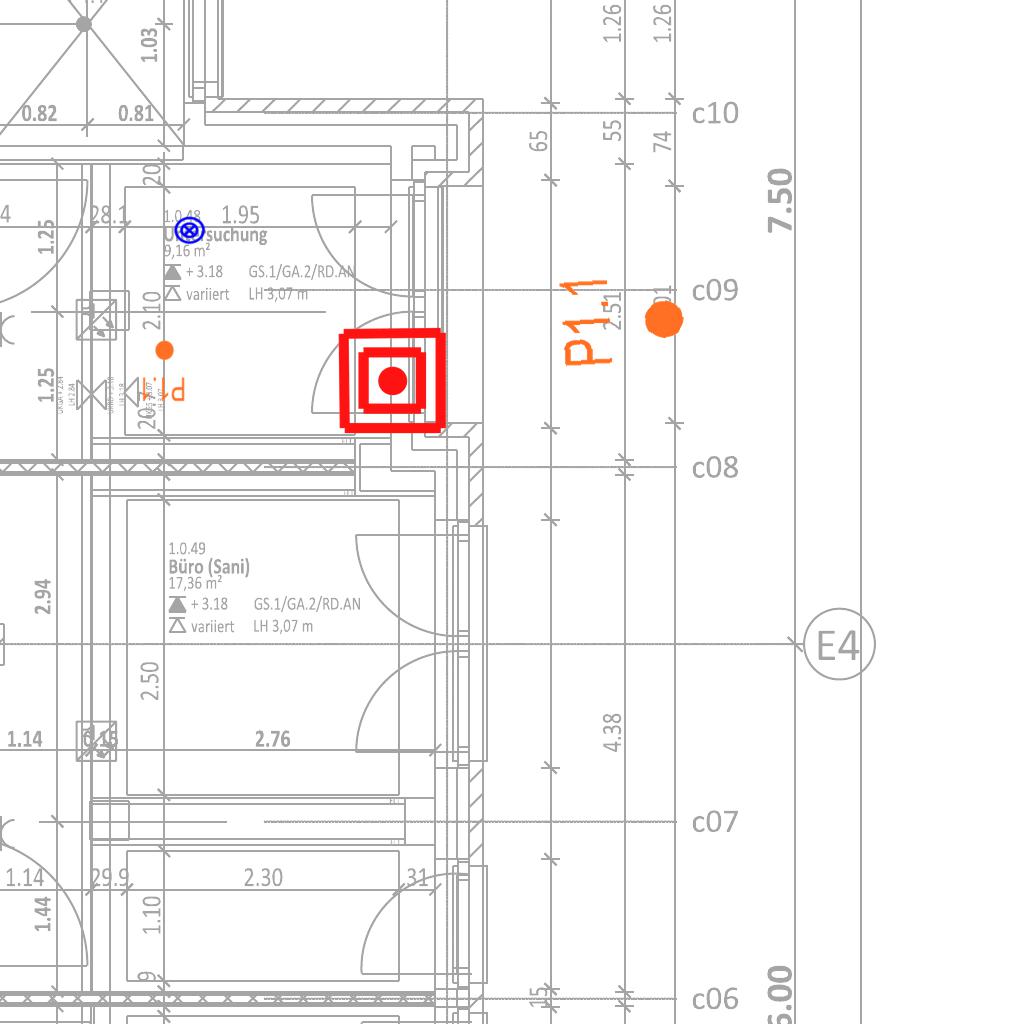 1.03
1.26
1.26
0.82
0.81
c10
65
55
74
20
7.50
4
28.1
1.0.48
1.95
1.25
9,16 m²
+ 3.18
GS.1/GA.2/RD.AN
variiert
LH 3,07 m
c09
2.10
P1.1
2.51
1.25
20
c08
1.0.49
Büro (Sani)
17,36 m²
+ 3.18
GS.1/GA.2/RD.AN
variiert
LH 3,07 m
2.94
E4
2.50
4.38
1.14
0.15
2.76
c07
1.14
29.9
2.30
31
1.44
1.10
9
15
c06
6.00